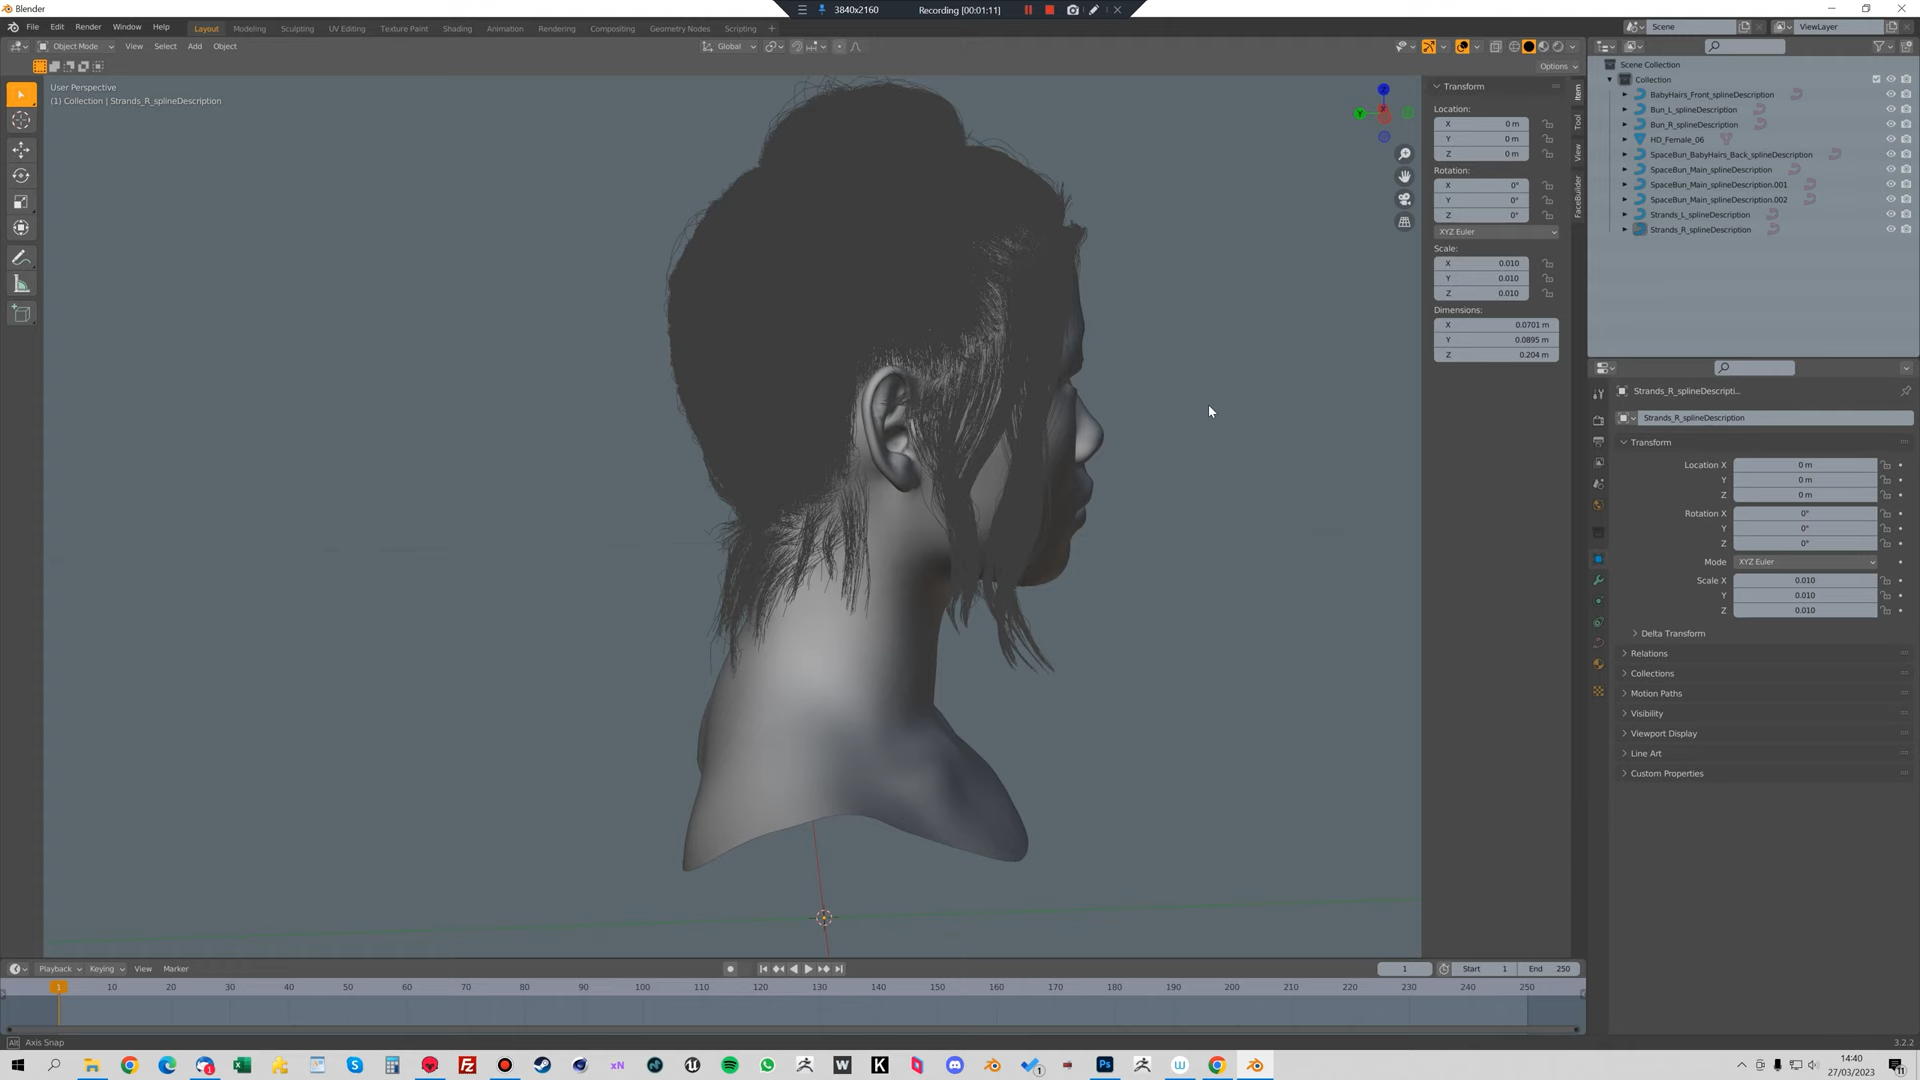 Blender
3840x2160 Recording [00:01:11]
File Edit Render Window Help Layout Modeling Sculpting UV Editing Texture Paint Shading Animation Rendering Compositing Geometry Nodes Scripting + Scene ViewLayer
Object Mode View Select Add Object Global
Options
User Perspective
(1) Collection | Strands_R_splineDescription
Z
Y
X
Transform
Location:
X 0 m
Y 0 m
Z 0 m
Rotation:
X 0°
Y 0°
Z 0°
XYZ Euler
Scale:
X 0.010
Y 0.010
Z 0.010
Dimensions:
X 0.0701 m
Y 0.0895 m
Z 0.204 m
Item
Tool
View
FaceBuilder
Scene Collection
Collection
BabyHairs_Front_splineDescription
Bun_L_splineDescription
Bun_R_splineDescription
HD_Female_06
SpaceBun_BabyHairs_Back_splineDescription
SpaceBun_Main_splineDescription
SpaceBun_Main_splineDescription.001
SpaceBun_Main_splineDescription.002
Strands_L_splineDescription
Strands_R_splineDescription
Strands_R_splineDescripti...
Strands_R_splineDescription
Transform
Location X 0 m
Y 0 m
Z 0 m
Rotation X 0°
Y 0°
Z 0°
Mode XYZ Euler
Scale X 0.010
Y 0.010
Z 0.010
Delta Transform
Relations
Collections
Motion Paths
Visibility
Viewport Display
Line Art
Custom Properties
Playback Keying View Marker 1 Start 1 End 250
1 10 20 30 40 50 60 70 80 90 100 110 120 130 140 150 160 170 180 190 200 210 220 230 240 250
Alt Axis Snap 3.2.2
14:40
27/03/2023